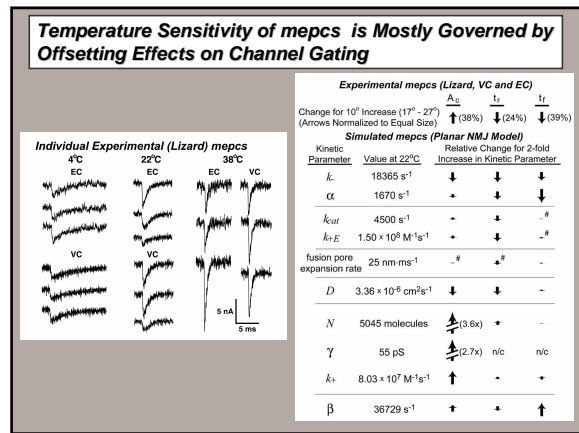 Temperature Sensitivity of mepcs is Mostly Governed by
Offsetting Effects on Channel Gating
Individual Experimental (Lizard) mepcs
4°C 22°C 38°C
EC EC EC VC
VC VC
5 nA
5 ms
Experimental mepcs (Lizard, VC and EC)
Ac tr tf
Change for 10° Increase (17° - 27°)
(Arrows Normalized to Equal Size)
(38%) (24%) (39%)
Simulated mepcs (Planar NMJ Model)
Kinetic Parameter
Value at 22°C
Relative Change for 2-fold Increase in Kinetic Parameter
k- 18365 s-1
α 1670 s-1
kcat 4500 s-1 #
k+E 1.50 x 108 M-1s-1 #
fusion pore expansion rate 25 nm·ms-1 # #
D 3.36 x 10-6 cm2s-1
N 5045 molecules (3.6x)
γ 55 pS (2.7x) n/c n/c
k+ 8.03 x 107 M-1s-1
β 36729 s-1